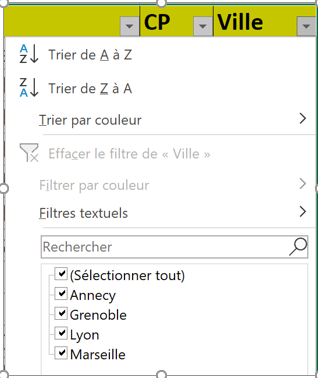 CP Ville
Trier de A à Z
Trier de Z à A
Trier par couleur
Effacer le filtre de « Ville »
Filtrer par couleur
Filtres textuels
Rechercher
(Sélectionner tout)
Annecy
Grenoble
Lyon
Marseille